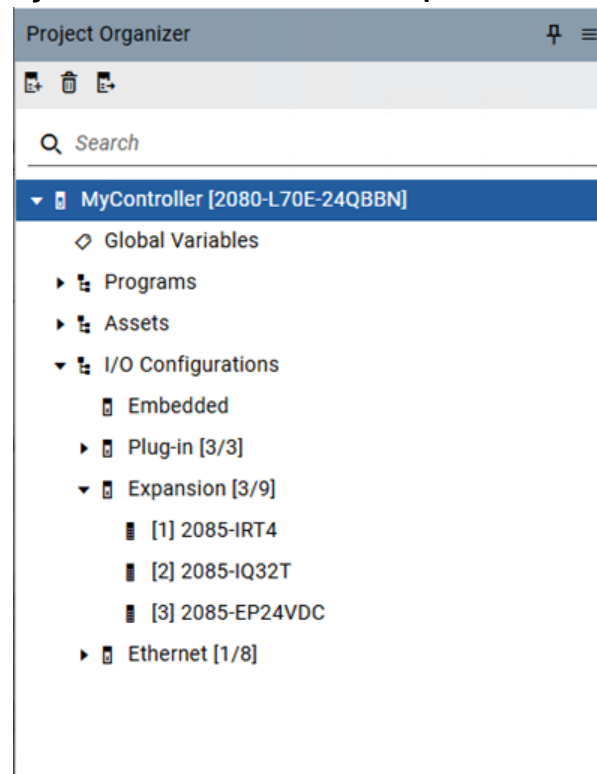 Project Organizer
Search
MyController [2080-L70E-24QBBN]
Global Variables
Programs
Assets
I/O Configurations
Embedded
Plug-in [3/3]
Expansion [3/9]
[1] 2085-IRT4
[2] 2085-IQ32T
[3] 2085-EP24VDC
Ethernet [1/8]